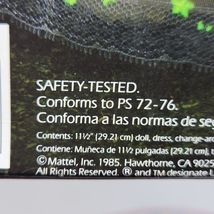 SAFETY-TESTED.
Conforms to PS 72-76.
Conforma a las normas de se
Contents: 11½" (29.21 cm) doll, dress, change-aro
Contiene: Muñeca de 11½ pulgadas (29.21 cm), t
© Mattel, Inc. 1985. Hawthorne, CA 9025
All Rights Reserved. ® and TM designate U